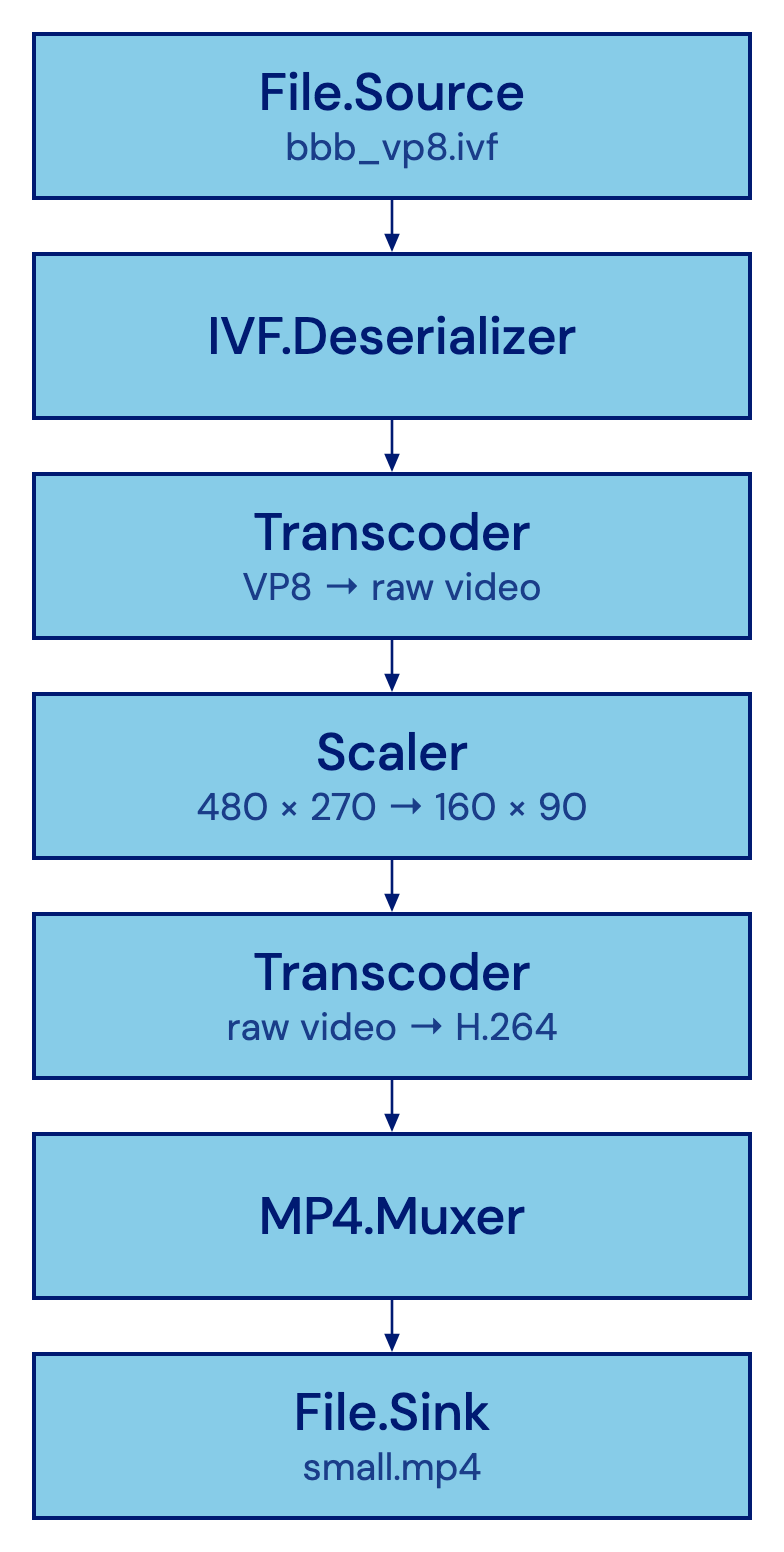 File.Source
bbb_vp8.ivf
IVF.Deserializer
Transcoder
VP8 → raw video
Scaler
480 × 270 → 160 × 90
Transcoder
raw video → H.264
MP4.Muxer
File.Sink
small.mp4